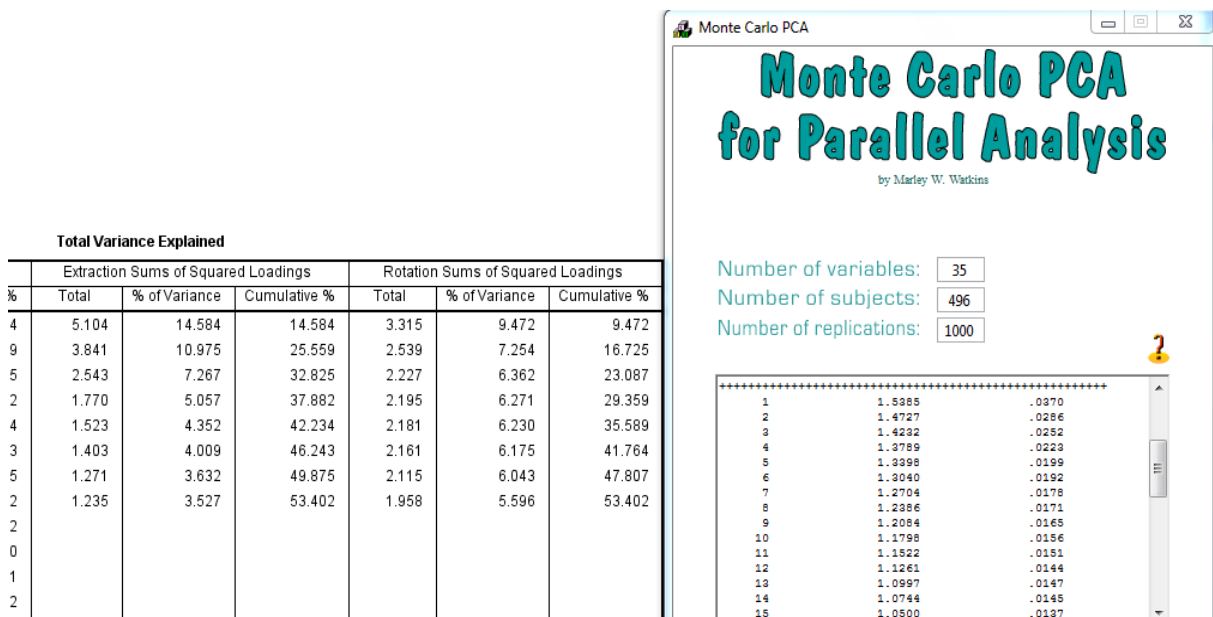 Total Variance Explained
Extraction Sums of Squared Loadings Rotation Sums of Squared Loadings
% Total % of Variance Cumulative % Total % of Variance Cumulative %
4 5.104 14.584 14.584 3.315 9.472 9.472
9 3.841 10.975 25.559 2.539 7.254 16.725
5 2.543 7.267 32.825 2.227 6.362 23.087
2 1.770 5.057 37.882 2.195 6.271 29.359
4 1.523 4.352 42.234 2.181 6.230 35.589
3 1.403 4.009 46.243 2.161 6.175 41.764
5 1.271 3.632 49.875 2.115 6.043 47.807
2 1.235 3.527 53.402 1.958 5.596 53.402
2
0
1
2
Monte Carlo PCA
Monte Carlo PCA
for Parallel Analysis
by Marley W. Watkins
Number of variables: 35
Number of subjects: 496
Number of replications: 1000
?
++++++++++++++++++++++++++++++++++++++++++++++++++++++
1 1.5385 .0370
2 1.4727 .0286
3 1.4232 .0252
4 1.3789 .0223
5 1.3398 .0199
6 1.3040 .0192
7 1.2704 .0178
8 1.2386 .0171
9 1.2084 .0165
10 1.1798 .0156
11 1.1522 .0151
12 1.1261 .0144
13 1.0997 .0147
14 1.0744 .0145
15 1.0500 .0137